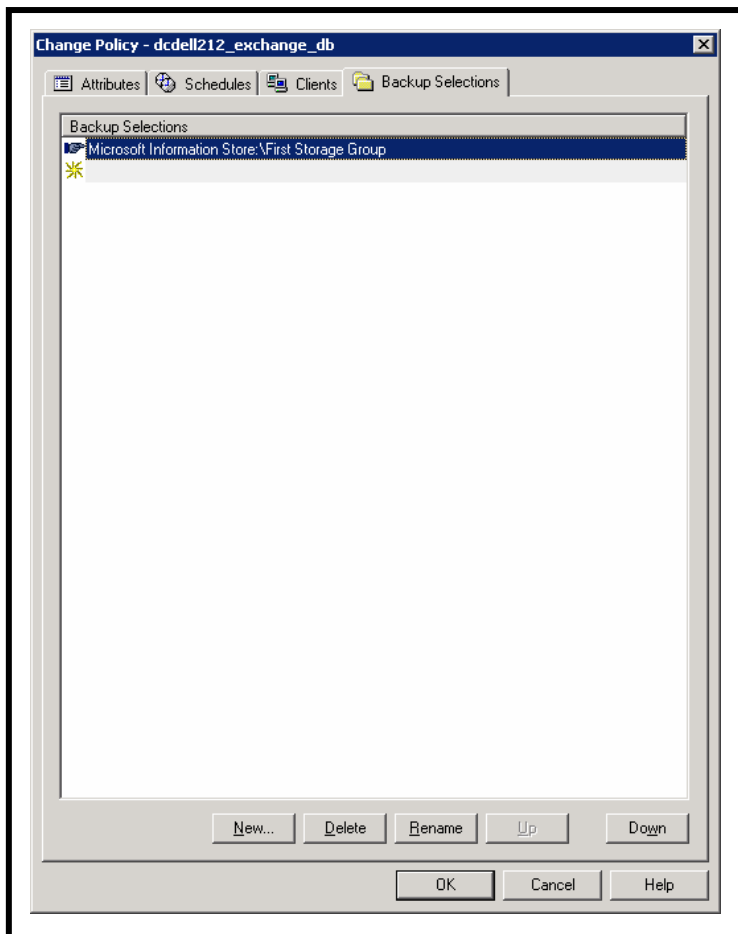 Change Policy - dcdell212_exchange_db
Attributes Schedules Clients Backup Selections
Backup Selections
Microsoft Information Store:\First Storage Group
New... Delete Rename Up Down
OK Cancel Help